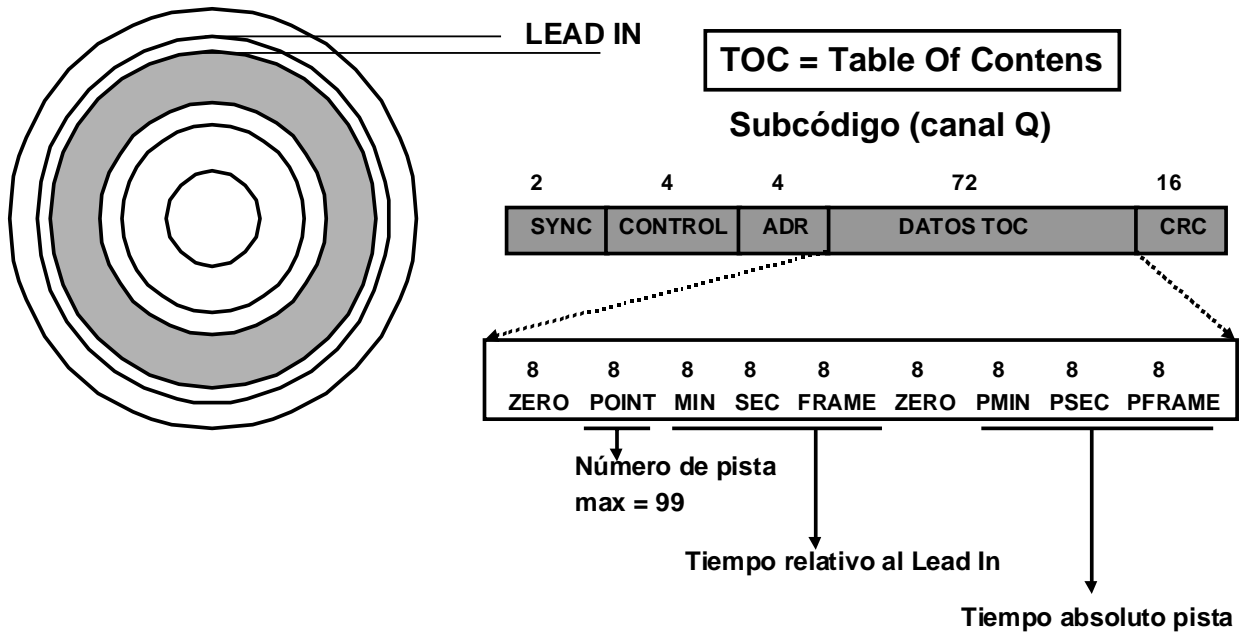 LEAD IN
TOC = Table Of Contens
Subcódigo (canal Q)
2 4 4 72 16
SYNC CONTROL ADR DATOS TOC CRC
8 8 8 8 8 8 8 8 8
ZERO POINT MIN SEC FRAME ZERO PMIN PSEC PFRAME
Número de pista
max = 99
Tiempo relativo al Lead In
Tiempo absoluto pista